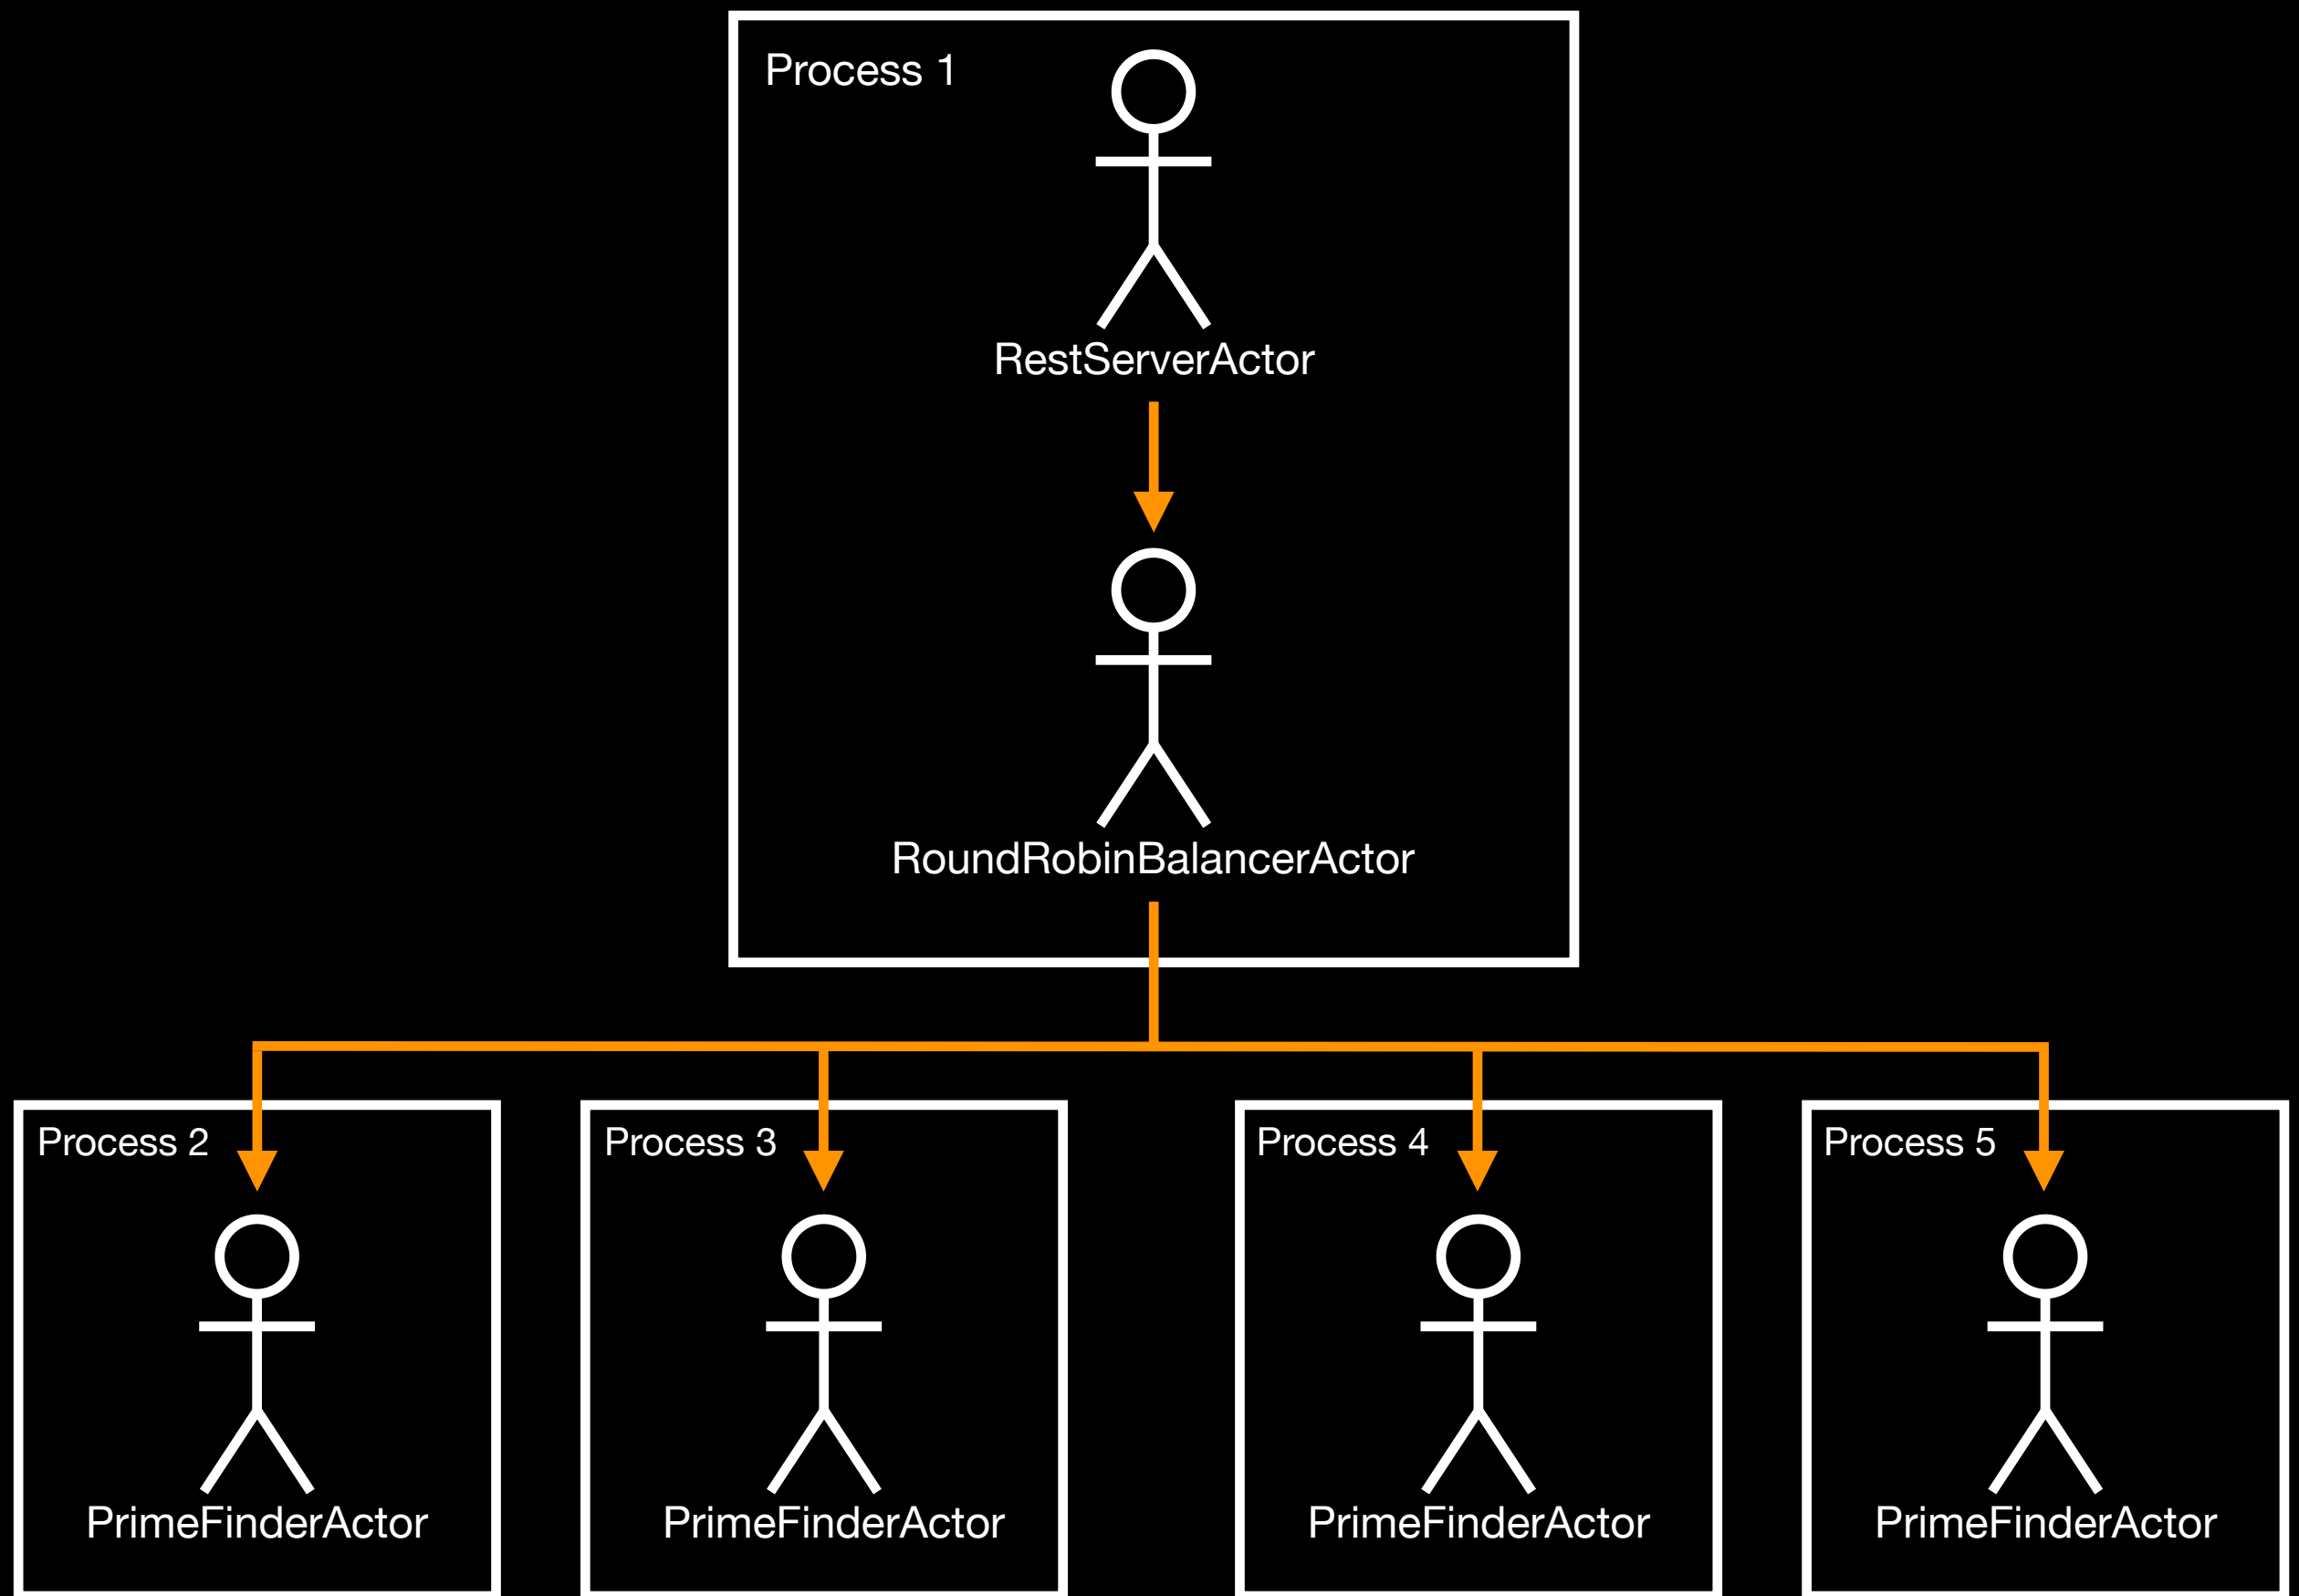 Process 1
RestServerActor
RoundRobinBalancerActor
Process 2
Process 3
Process 4
Process 5
PrimeFinderActor
PrimeFinderActor
PrimeFinderActor
PrimeFinderActor